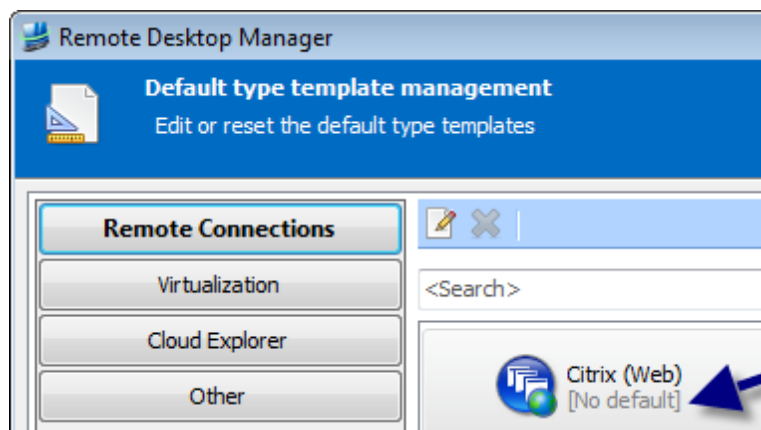 Remote Desktop Manager
Default type template management
Edit or reset the default type templates
Remote Connections
Virtualization
Cloud Explorer
Other
<Search>
Citrix (Web)
[No default]